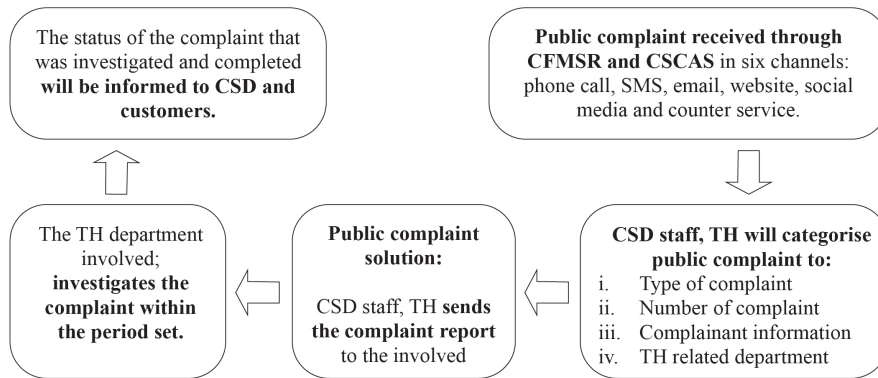 The status of the complaint that
was investigated and completed
will be informed to CSD and
customers.
Public complaint received through
CFMSR and CSCAS in six channels:
phone call, SMS, email, website, social
media and counter service.
The TH department
involved;
investigates the
complaint within
the period set.
Public complaint
solution:
CSD staff, TH sends
the complaint report
to the involved
CSD staff, TH will categorise
public complaint to:
i. Type of complaint
ii. Number of complaint
iii. Complainant information
iv. TH related department